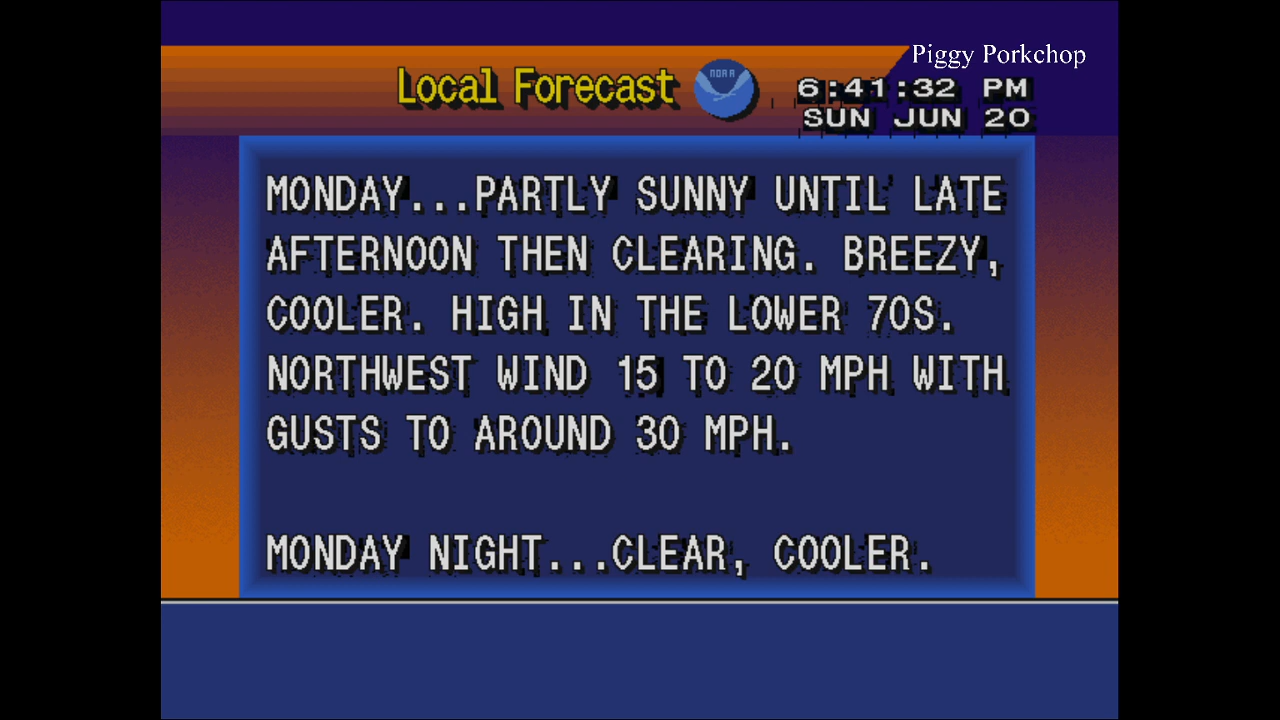 Piggy Porkchop
Local Forecast
NOAA
6:41:32 PM
SUN JUN 20
MONDAY...PARTLY SUNNY UNTIL LATE
AFTERNOON THEN CLEARING. BREEZY,
COOLER. HIGH IN THE LOWER 70S.
NORTHWEST WIND 15 TO 20 MPH WITH
GUSTS TO AROUND 30 MPH.
MONDAY NIGHT...CLEAR, COOLER.